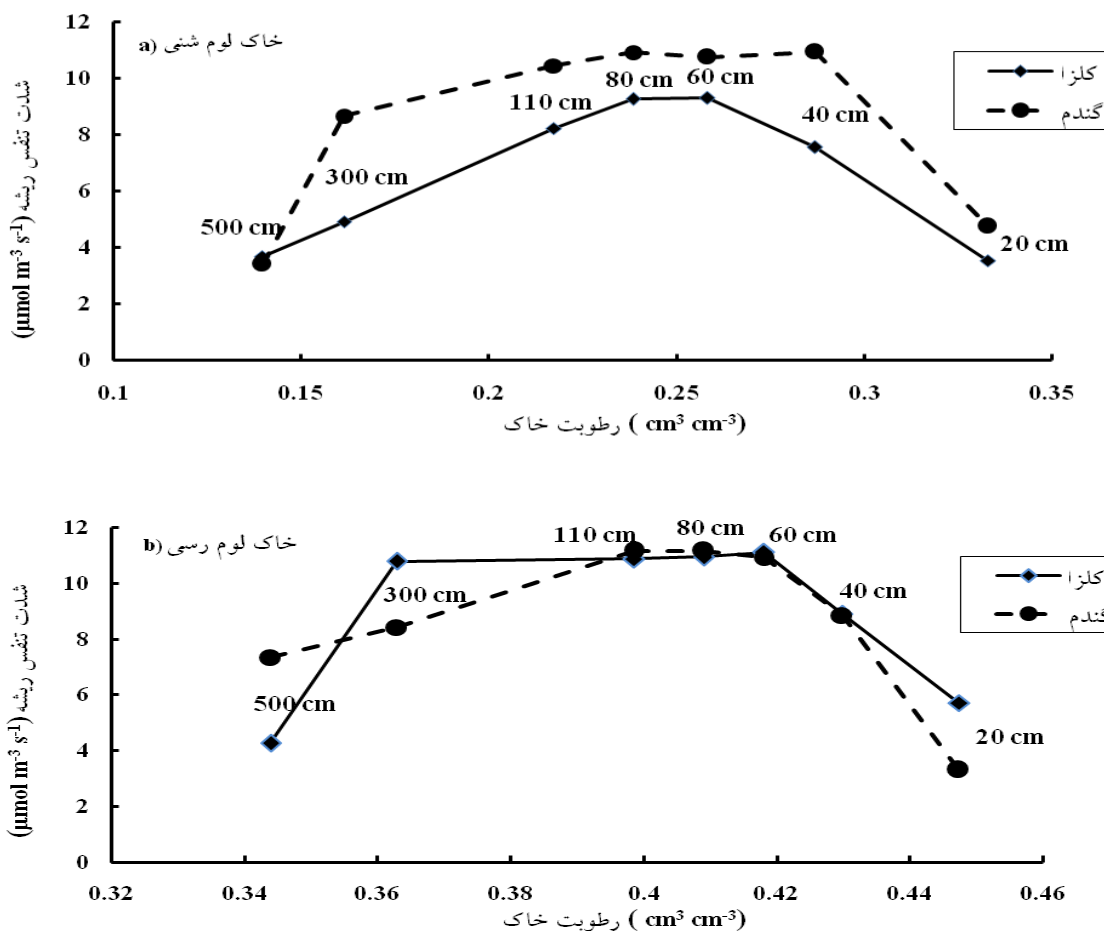 a) خاک لوم شنی
شدت تنفس ریشه (μmol m⁻³ s⁻¹)
12
10
8
6
4
2
0
500 cm
300 cm
110 cm
80 cm
60 cm
40 cm
20 cm
کلزا
گندم
0.1 0.15 0.2 0.25 0.3 0.35
رطوبت خاک ( cm³ cm⁻³)
b) خاک لوم رسی
شدت تنفس ریشه (μmol m⁻³ s⁻¹)
12
10
8
6
4
2
0
500 cm
300 cm
110 cm
80 cm
60 cm
40 cm
20 cm
کلزا
گندم
0.32 0.34 0.36 0.38 0.4 0.42 0.44 0.46
رطوبت خاک ( cm³ cm⁻³)